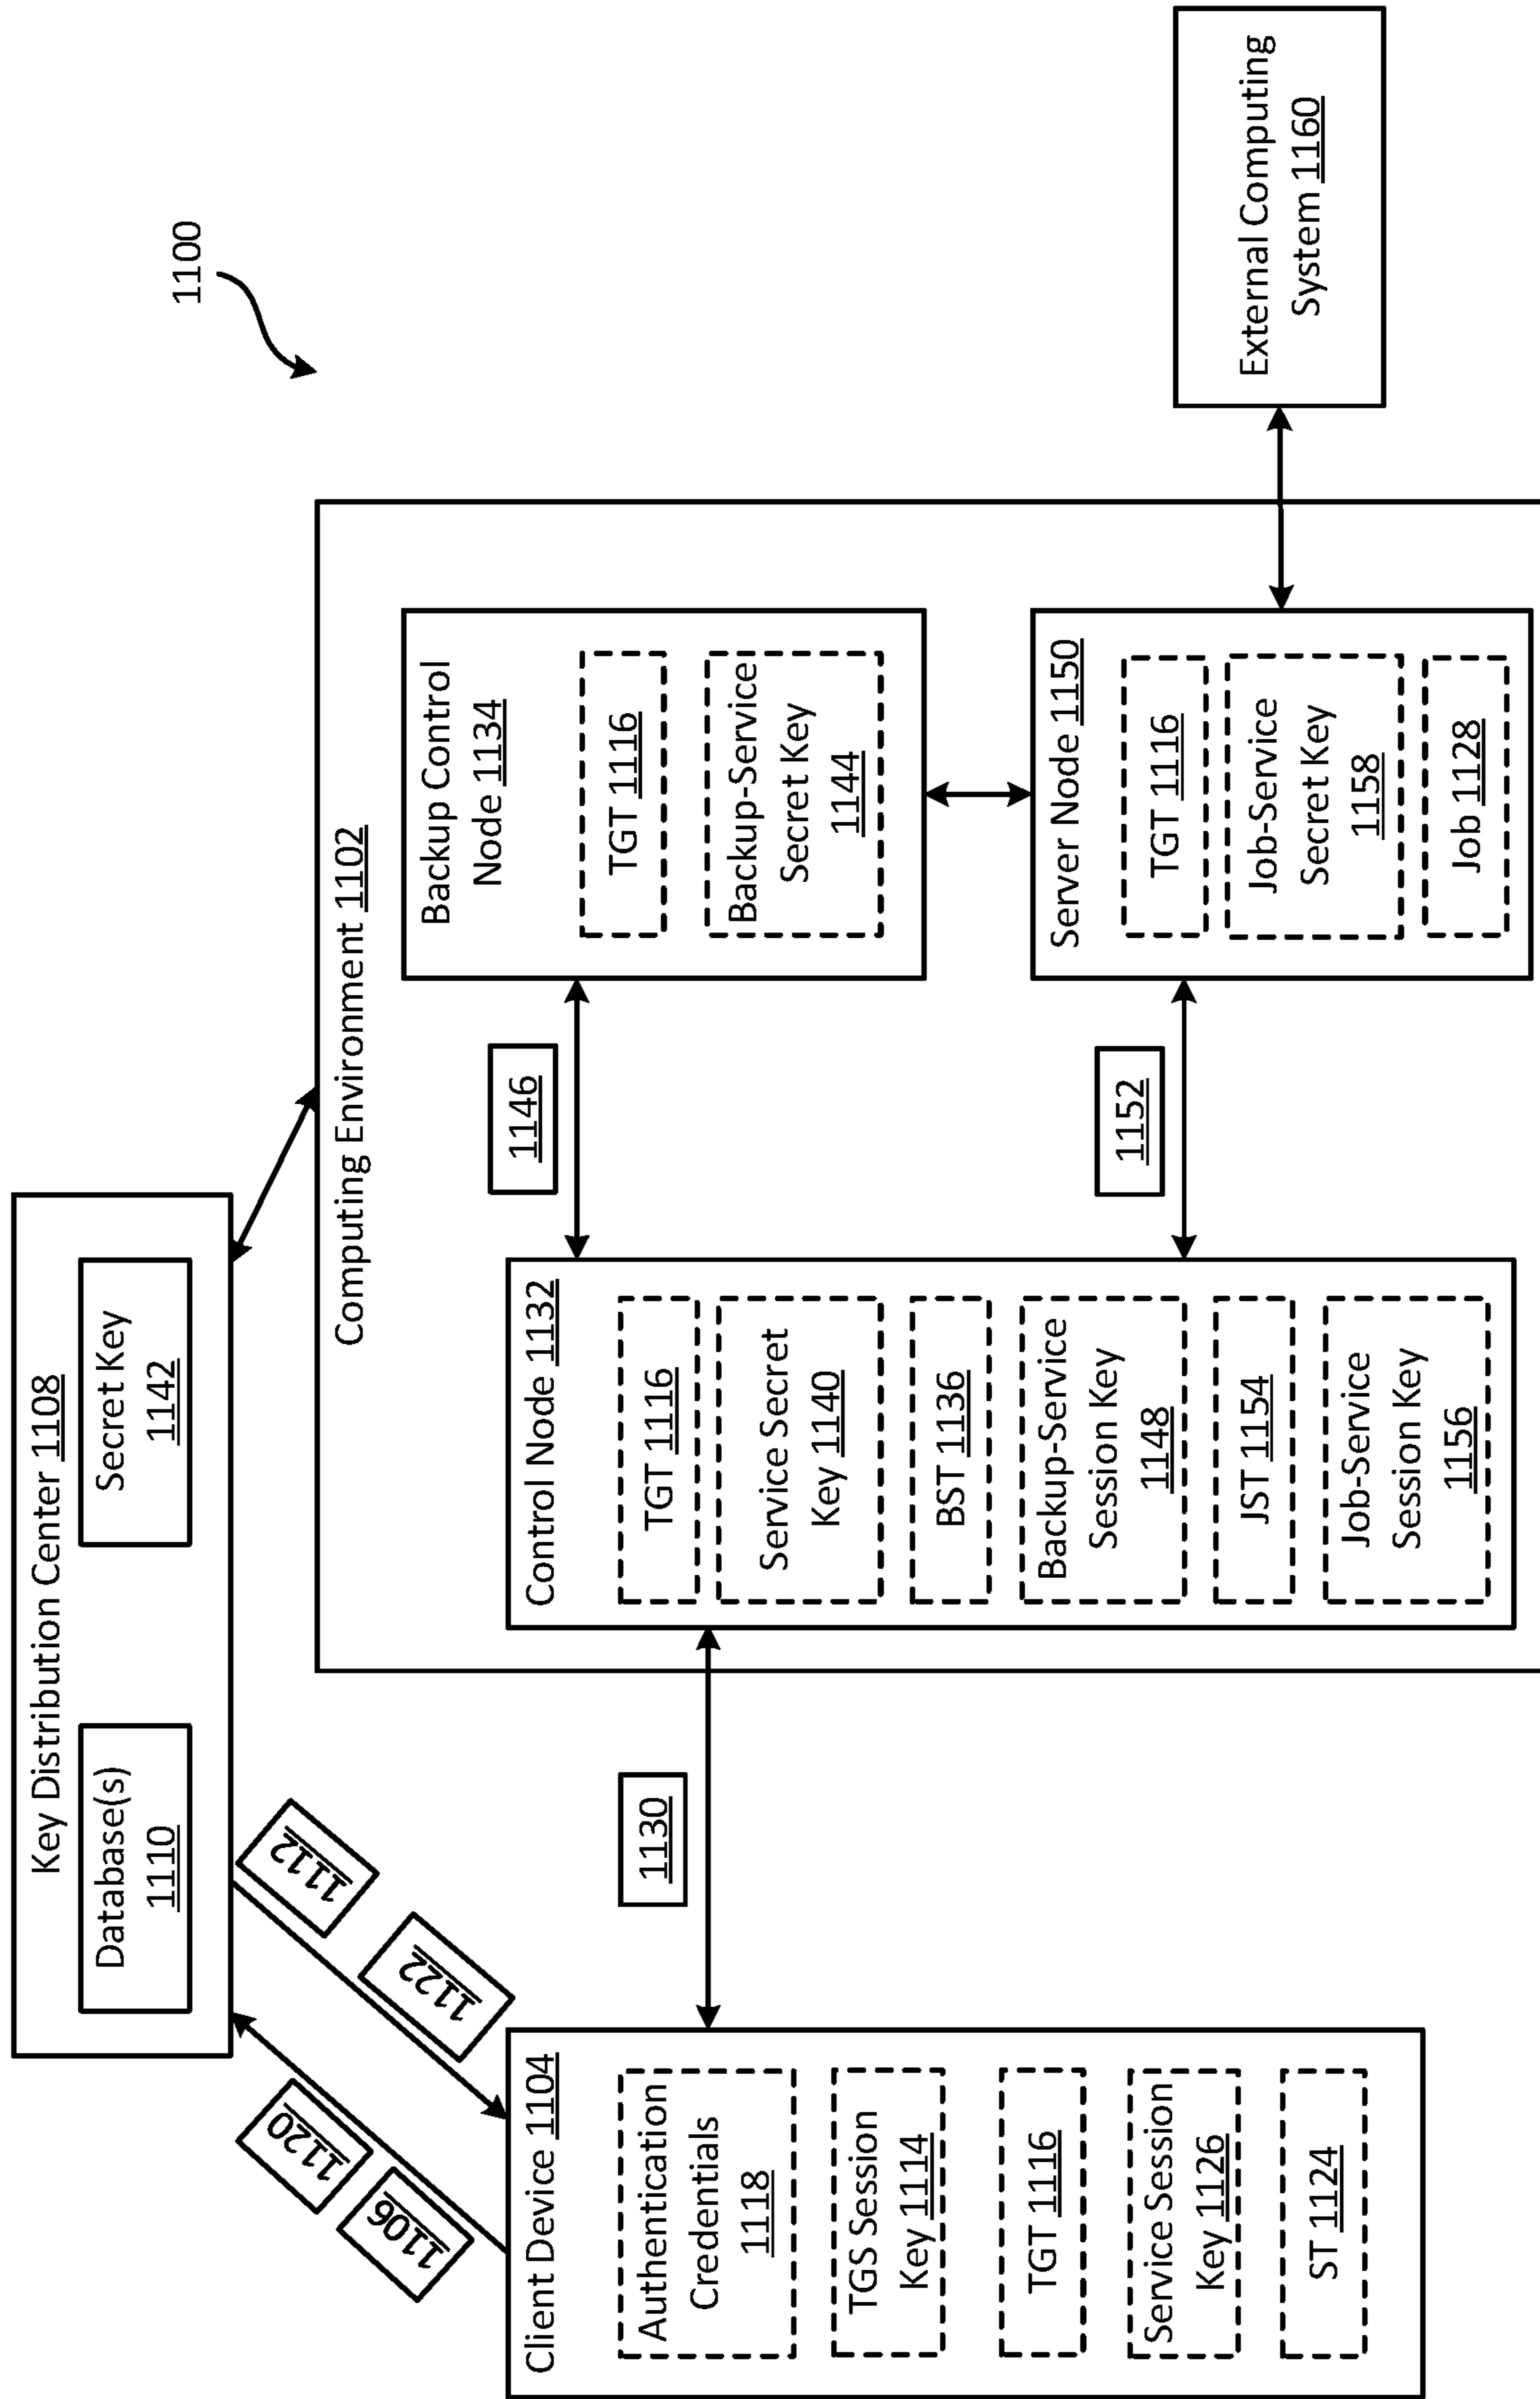 1100
Key Distribution Center 1108
Database(s)
1110
Secret Key
1142
1120
1106
1112
1122
Computing Environment 1102
Client Device 1104
Authentication
Credentials
1118
TGS Session
Key 1114
TGT 1116
Service Session
Key 1126
ST 1124
1130
Control Node 1132
TGT 1116
Service Secret
Key 1140
BST 1136
Backup-Service
Session Key
1148
JST 1154
Job-Service
Session Key
1156
1146
1152
Backup Control
Node 1134
TGT 1116
Backup-Service
Secret Key
1144
Server Node 1150
TGT 1116
Job-Service
Secret Key
1158
Job 1128
External Computing
System 1160